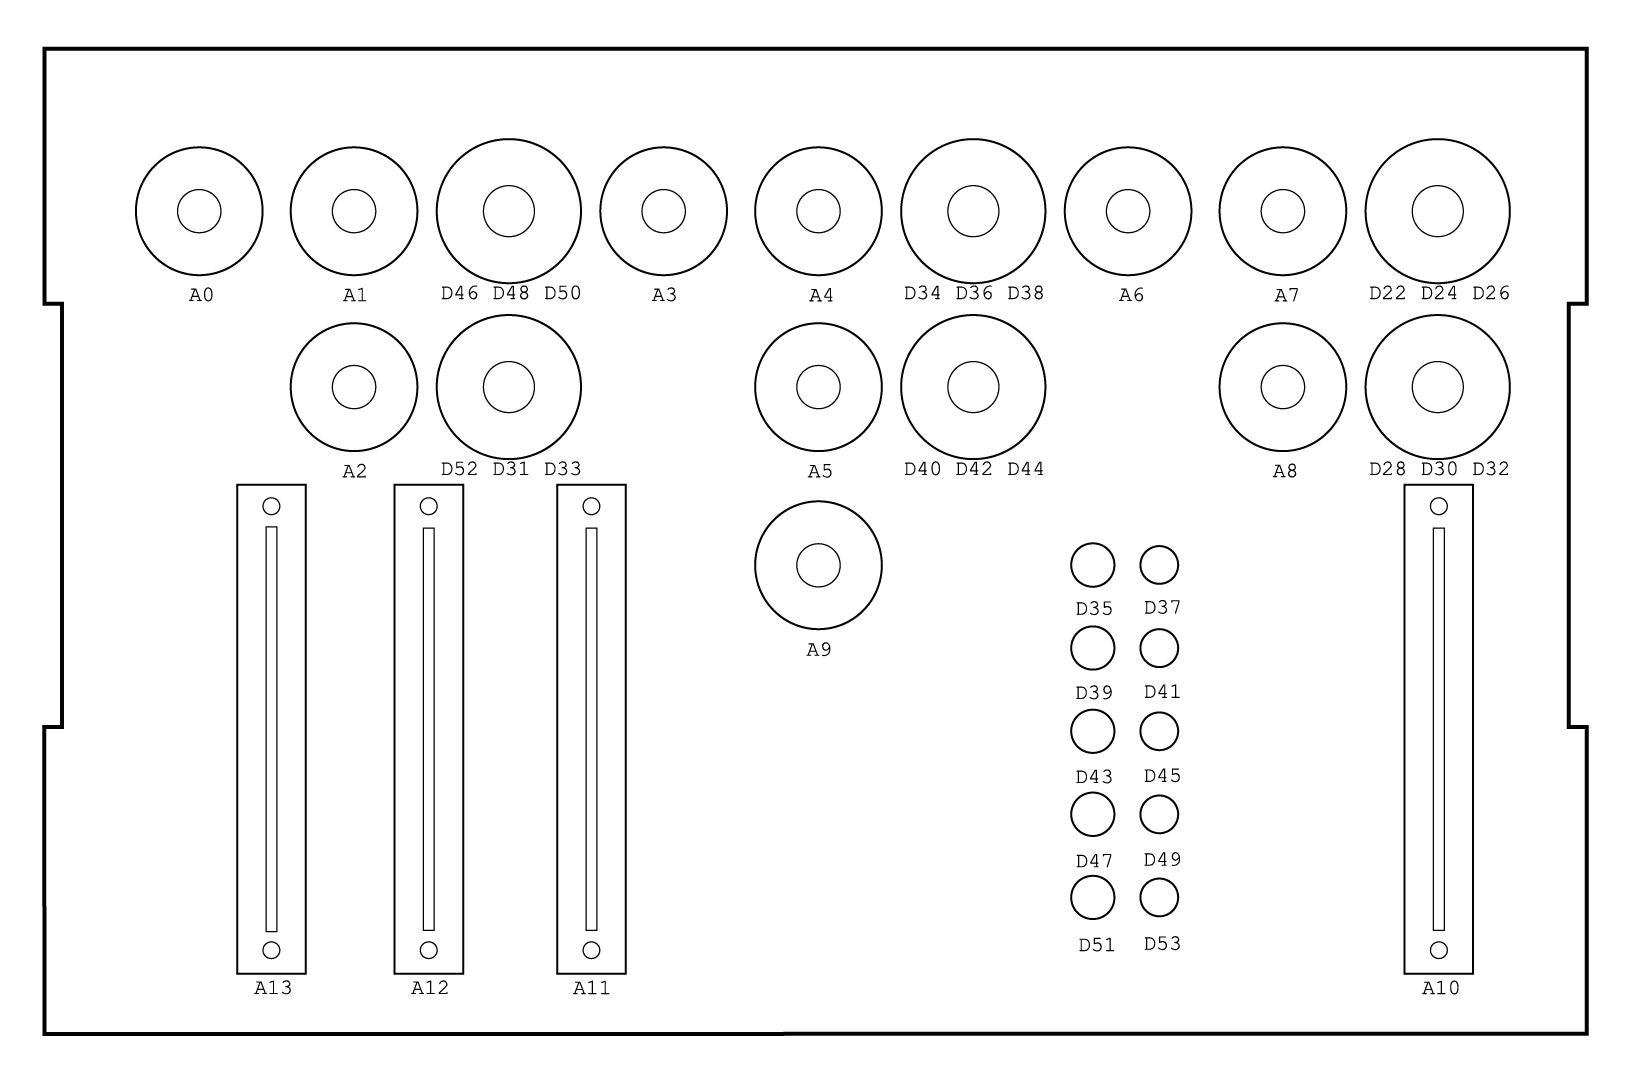 A0 A1 D46 D48 D50 A3 A4 D34 D36 D38 A6 A7 D22 D24 D26
A2 D52 D31 D33 A5 D40 D42 D44 A8 D28 D30 D32
D35 D37
A9
D39 D41
D43 D45
D47 D49
D51 D53
A13 A12 A11 A10